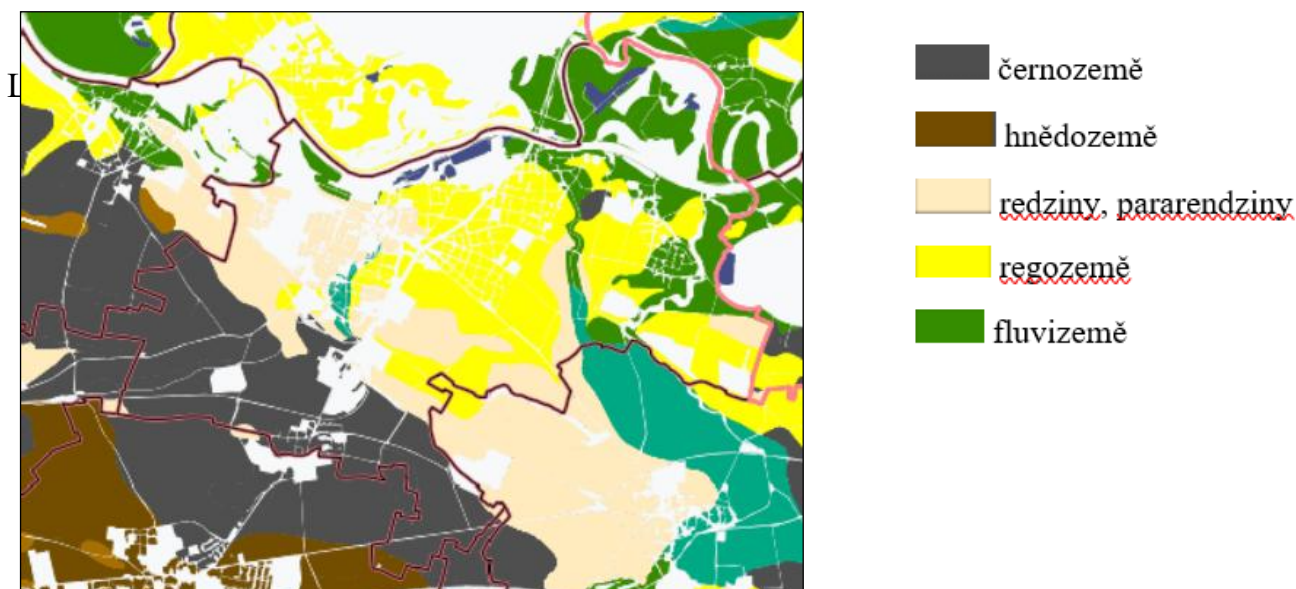 L
černozemě
hnědozemě
redziny, pararendziny
regozemě
fluvizemě